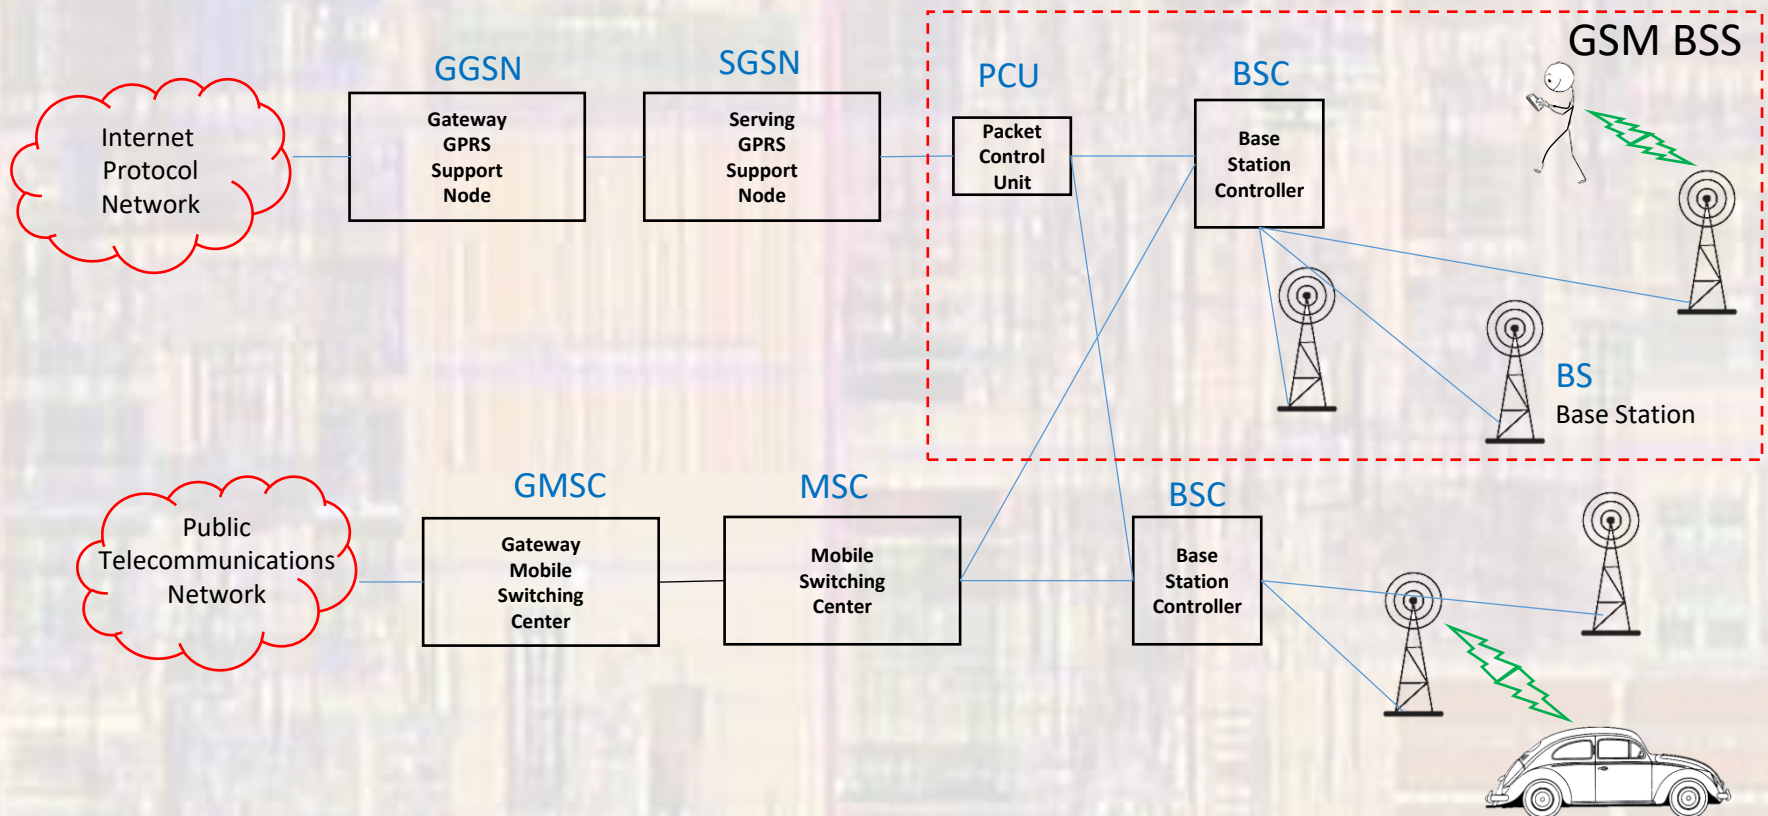 GSM BSS
GGSN
SGSN
PCU
BSC
Internet
Protocol
Network
Gateway
GPRS
Support
Node
Serving
GPRS
Support
Node
Packet
Control
Unit
Base
Station
Controller
BS
Base Station
GMSC
MSC
BSC
Public
Telecommunications
Network
Gateway
Mobile
Switching
Center
Mobile
Switching
Center
Base
Station
Controller